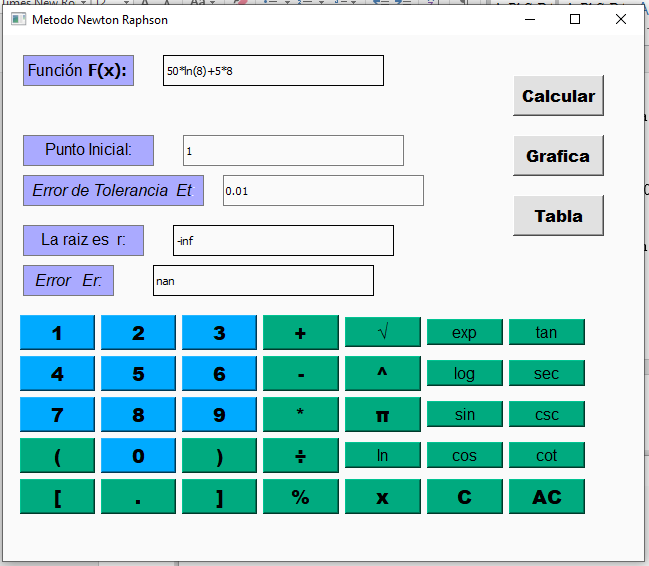 Metodo Newton Raphson
Función F(x): 50*ln(8)+5*8
Calcular
Punto Inicial: 1
Grafica
Error de Tolerancia Et 0.01
Tabla
La raiz es r: -inf
Error Er: nan
1 2 3 + √ exp tan
4 5 6 - ^ log sec
7 8 9 * π sin csc
( 0 ) ÷ ln cos cot
[ . ] % x C AC